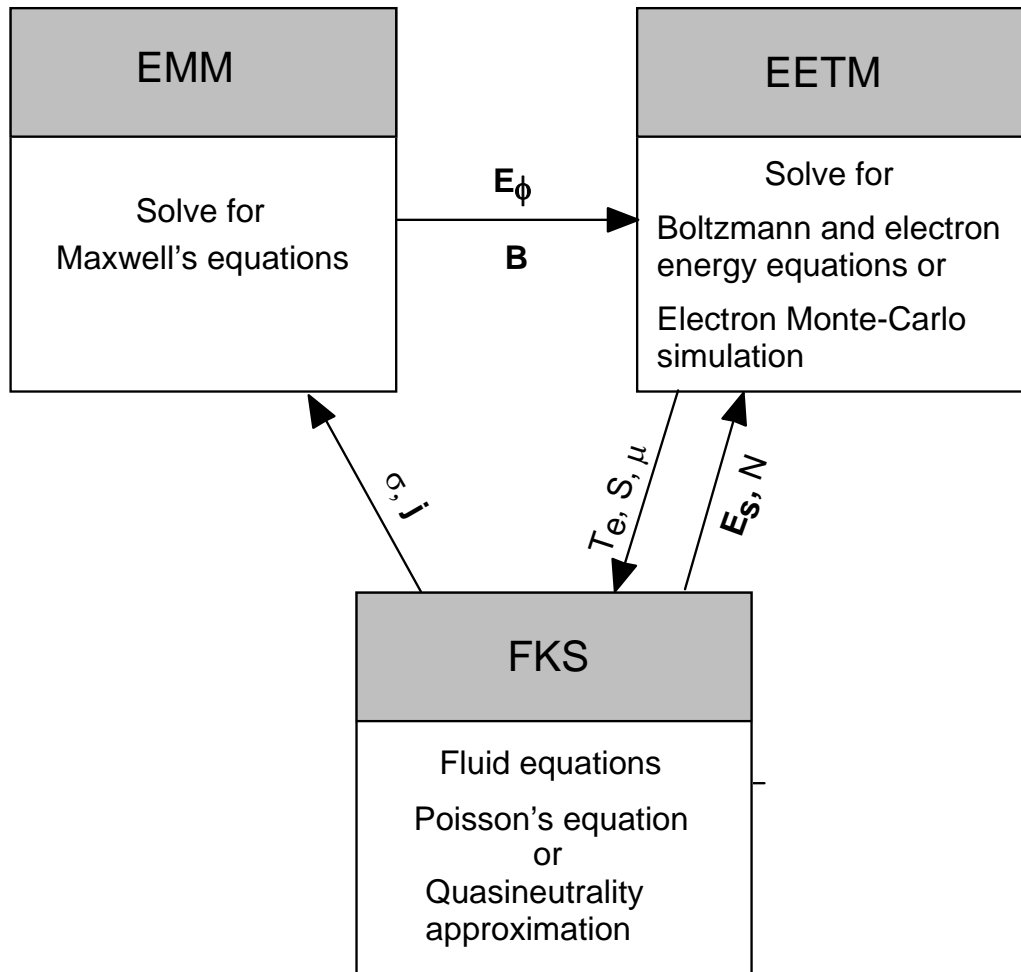 EMM
Solve for
Maxwell's equations
EETM
Solve for
Boltzmann and electron
energy equations or
Electron Monte-Carlo
simulation
Eϕ
B
σ, j
Te, S, μ
Es, N
FKS
Fluid equations
Poisson's equation
or
Quasineutrality
approximation